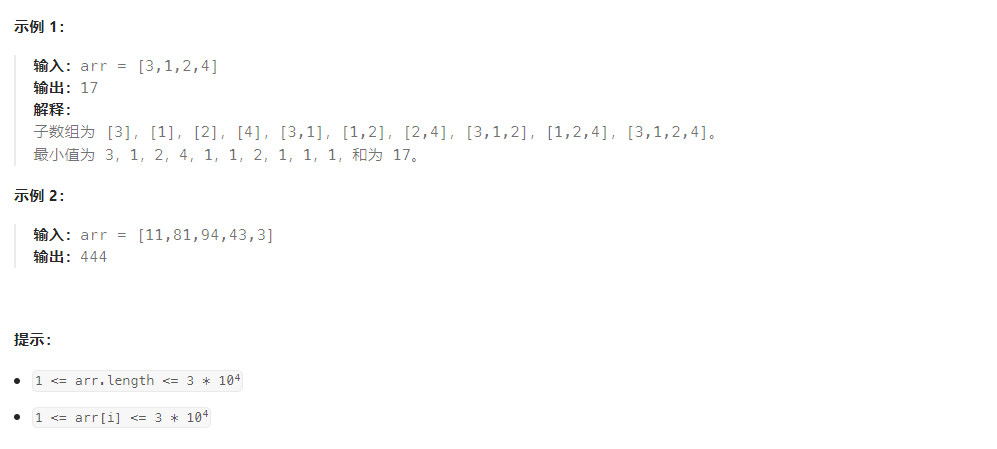 示例 1：
输入：arr = [3,1,2,4]
输出：17
解释：
子数组为 [3]，[1]，[2]，[4]，[3,1]，[1,2]，[2,4]，[3,1,2]，[1,2,4]，[3,1,2,4]。
最小值为 3，1，2，4，1，1，2，1，1，1，和为 17。
示例 2：
输入：arr = [11,81,94,43,3]
输出：444
提示：
1 <= arr.length <= 3 * 10⁴
1 <= arr[i] <= 3 * 10⁴